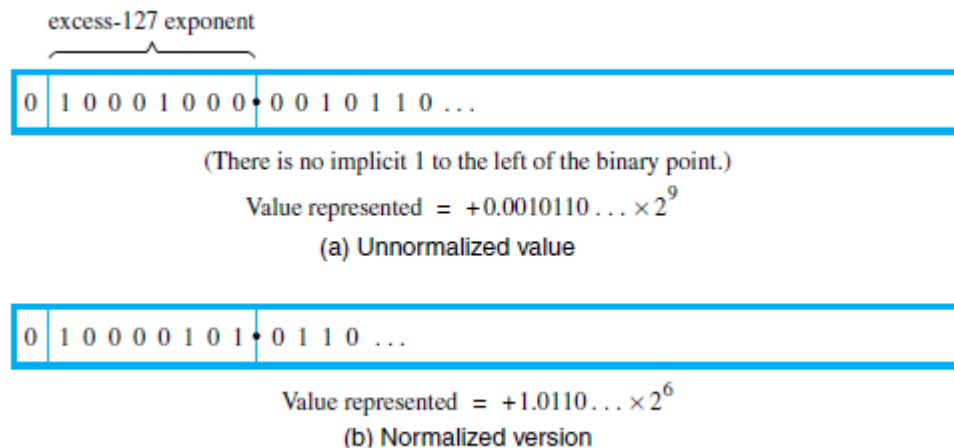 excess-127 exponent
0 1 0 0 0 1 0 0 0 • 0 0 1 0 1 1 0 ...
(There is no implicit 1 to the left of the binary point.)
Value represented = +0.0010110 ... × 2^9
(a) Unnormalized value
0 1 0 0 0 0 1 0 1 • 0 1 1 0 ...
Value represented = +1.0110 ... × 2^6
(b) Normalized version